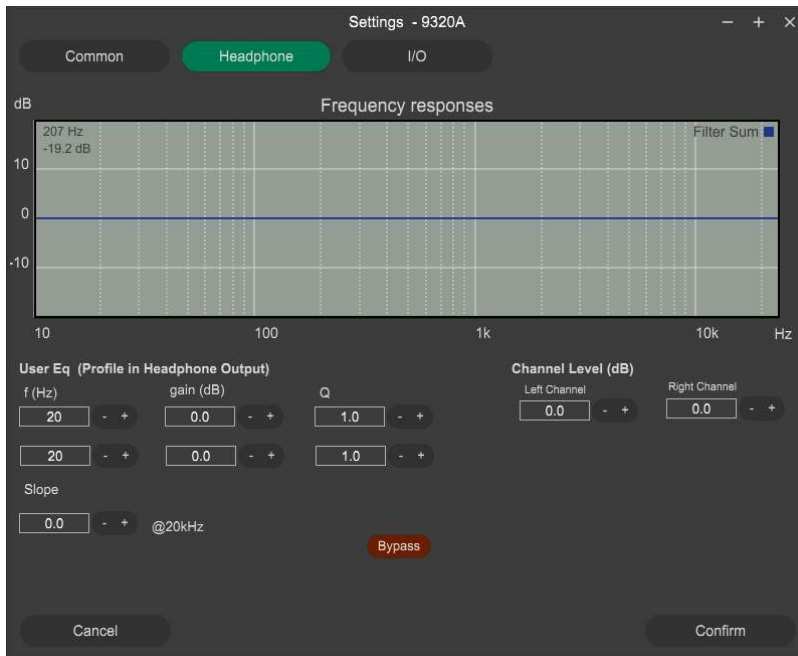 Settings - 9320A
− + ×
Common Headphone I/O
dB Frequency responses
207 Hz Filter Sum
-19.2 dB
10
0
-10
10 100 1k 10k Hz
User Eq (Profile in Headphone Output) Channel Level (dB)
f (Hz) gain (dB) Q Left Channel Right Channel
20 - + 0.0 - + 1.0 - + 0.0 - + 0.0 - +
20 - + 0.0 - + 1.0 - +
Slope
0.0 - + @20kHz
Bypass
Cancel Confirm